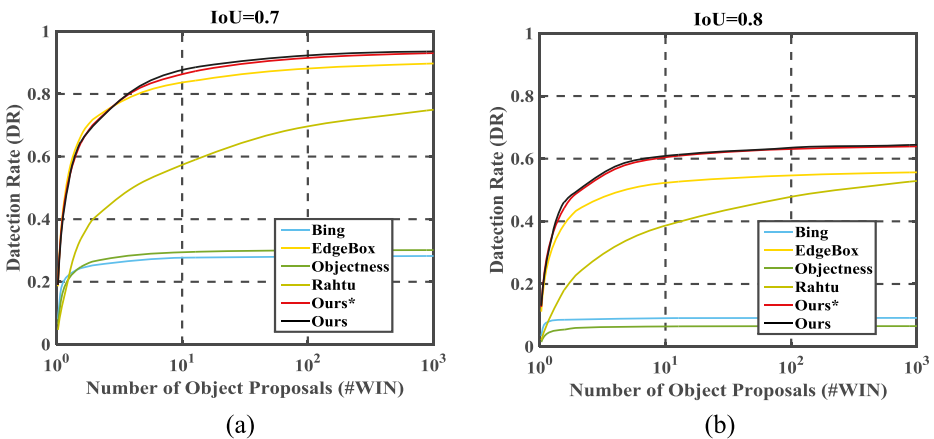 IoU=0.7
1
0.8
0.6
0.4
0.2
0
Datection Rate (DR)
Bing
EdgeBox
Objectness
Rahtu
Ours*
Ours
10^0
10^1
10^2
10^3
Number of Object Proposals (#WIN)
(a)
IoU=0.8
1
0.8
0.6
0.4
0.2
0
Datection Rate (DR)
Bing
EdgeBox
Objectness
Rahtu
Ours*
Ours
10^0
10^1
10^2
10^3
Number of Object Proposals (#WIN)
(b)